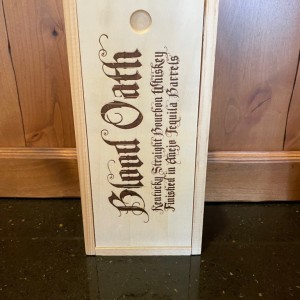 Blood Oath
Kentucky Straight Bourbon Whiskey
Finished in Añejo Tequila Barrels